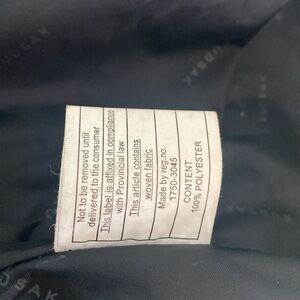 Not to be removed until
delivered to the consumer
This label is affixed in compliance
with Provincial law
This article contains
woven fabric
Made by reg.no.
1750-3045
CONTENT
100% POLYESTER